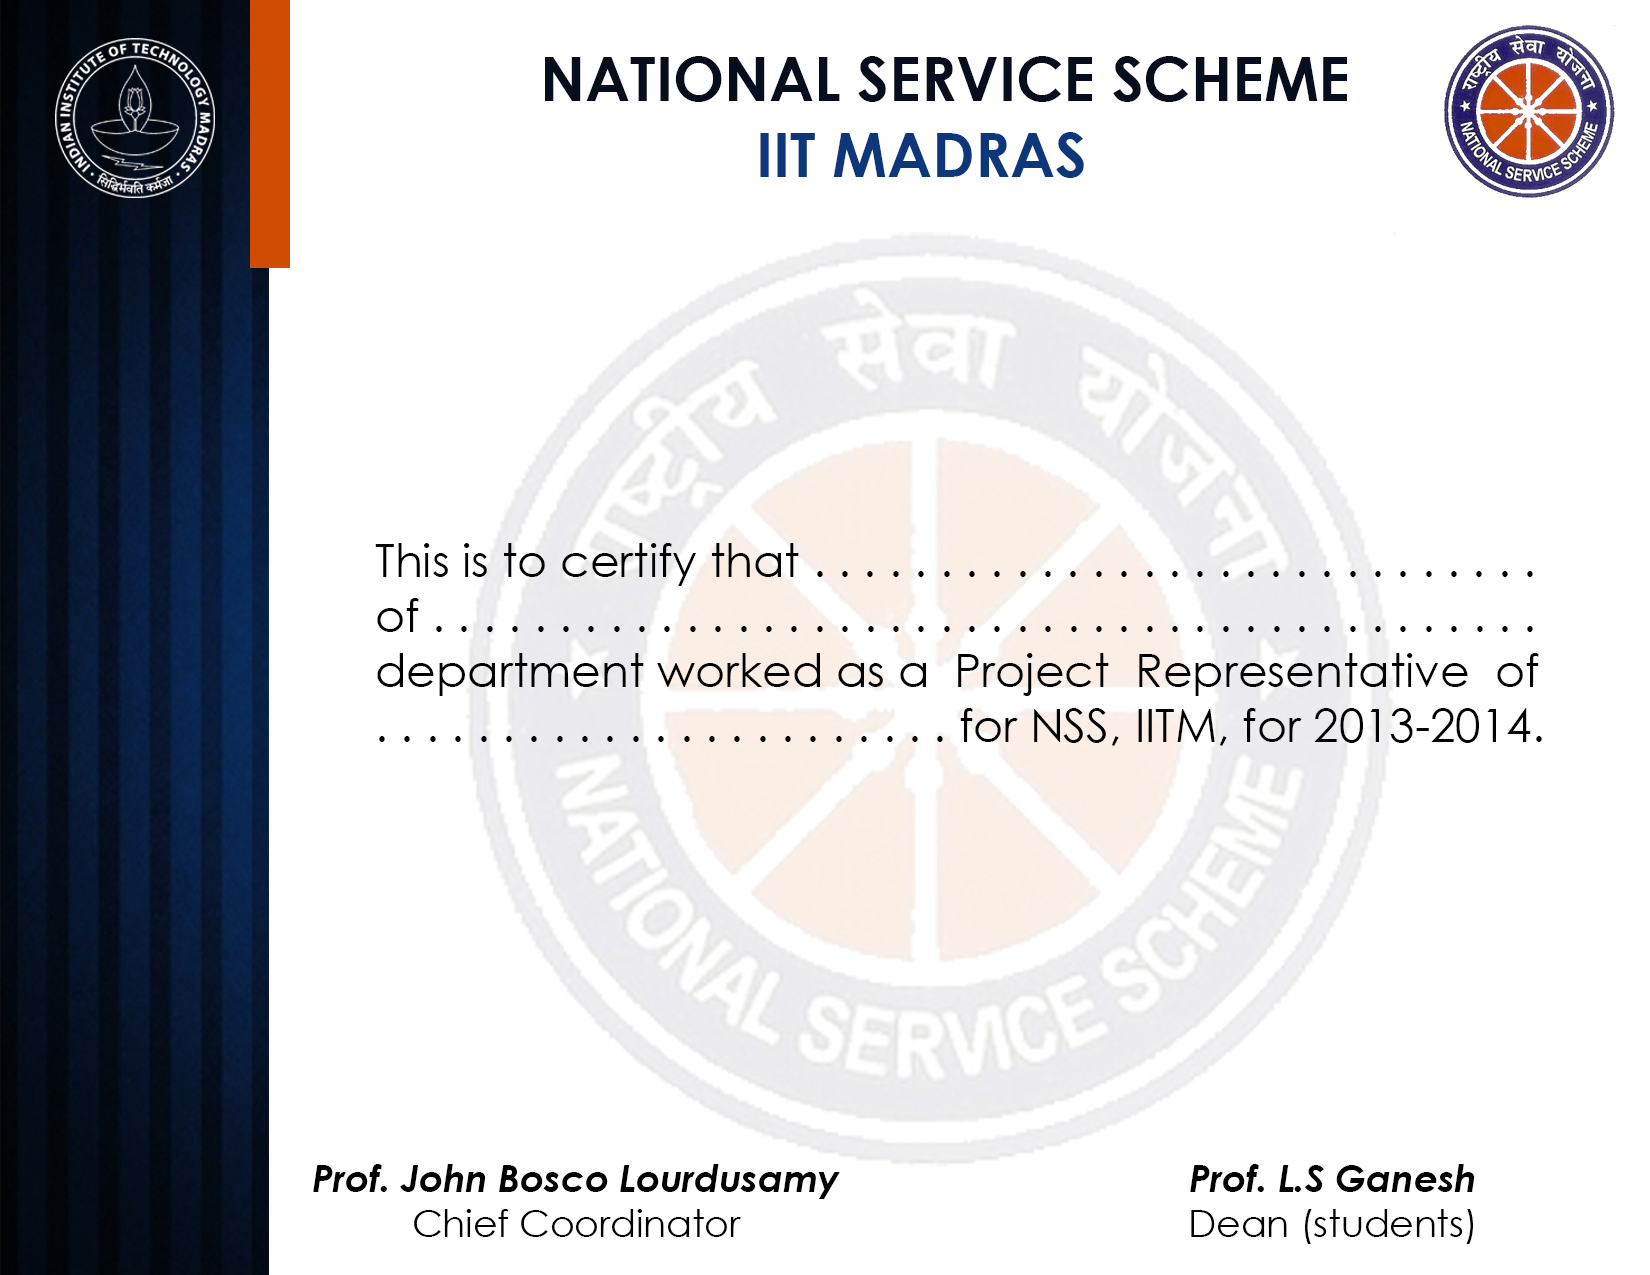 INDIAN INSTITUTE OF TECHNOLOGY MADRAS
सिद्धिर्भवति कर्मजा
NATIONAL SERVICE SCHEME
IIT MADRAS
राष्ट्रीय सेवा योजना
NATIONAL SERVICE SCHEME
राष्ट्रीय सेवा योजना
This is to certify that . . . . . . . . . . . . . . . . . . . . . . . . . . . . .
of . . . . . . . . . . . . . . . . . . . . . . . . . . . . . . . . . . . . . . . . . . . .
department worked as a Project Representative of
. . . . . . . . . . . . . . . . . . . . . . . for NSS, IITM, for 2013-2014.
NATIONAL SERVICE SCHEME
Prof. John Bosco Lourdusamy
Chief Coordinator
Prof. L.S Ganesh
Dean (students)